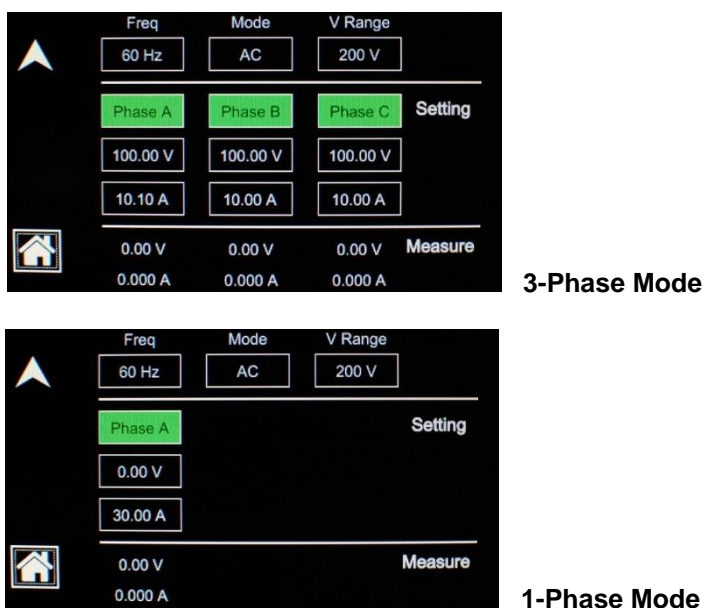 Freq Mode V Range
60 Hz AC 200 V
Phase A Phase B Phase C Setting
100.00 V 100.00 V 100.00 V
10.10 A 10.00 A 10.00 A
0.00 V 0.00 V 0.00 V Measure
0.000 A 0.000 A 0.000 A
3-Phase Mode
Freq Mode V Range
60 Hz AC 200 V
Phase A Setting
0.00 V
30.00 A
0.00 V Measure
0.000 A
1-Phase Mode